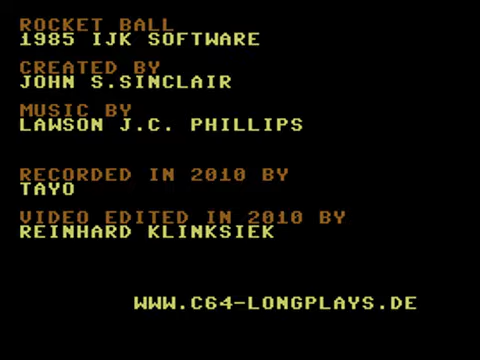 ROCKET BALL
1985 IJK SOFTWARE
CREATED BY
JOHN S.SINCLAIR
MUSIC BY
LAWSON J.C. PHILLIPS
RECORDED IN 2010 BY
TAYO
VIDEO EDITED IN 2010 BY
REINHARD KLINKSIEK
WWW.C64-LONGPLAYS.DE